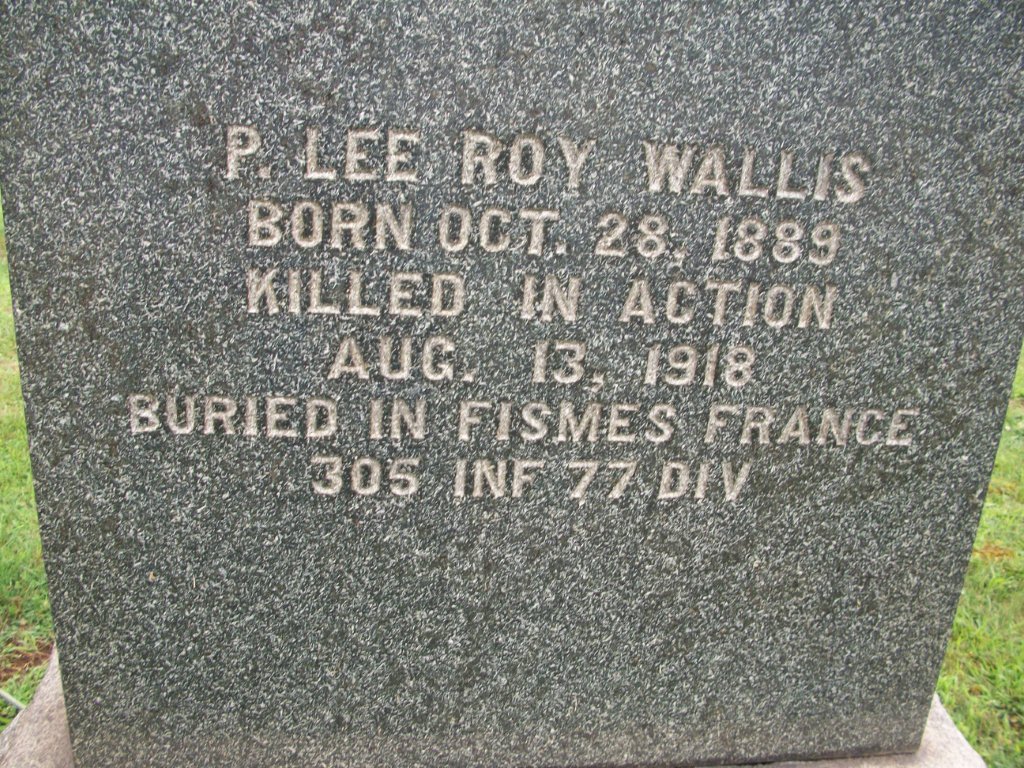 P. LEE ROY WALLIS
BORN OCT. 28, 1889
KILLED IN ACTION
AUG. 13, 1918
BURIED IN FISMES FRANCE
305 INF 77 DIV